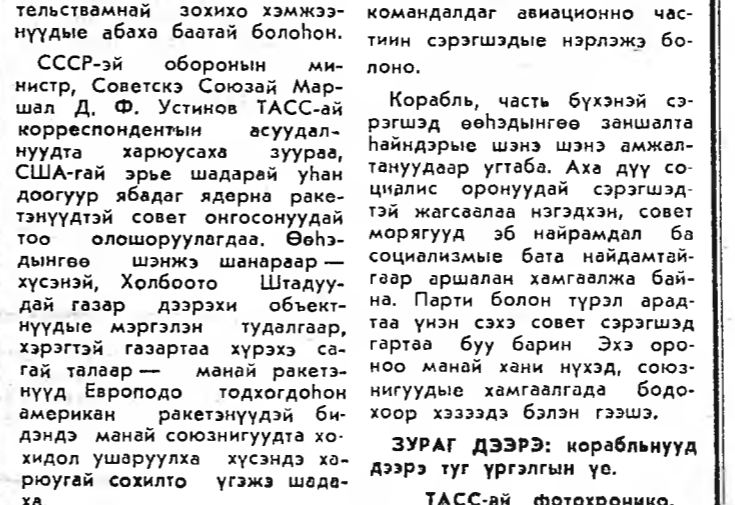 тельствамнай зохихо хэмжээ-
нүүдые абаха баатай болоһон.
СССР-эй оборонын ми-
нистр, Советскэ Союзай Мар-
шал Д. Ф. Устинов ТАСС-ай
корреспондентын асуудал-
нуудта харюусаха зуураа,
США-гай эрье шадарай уһан
доогуур ябадаг ядерна раке-
тэнүүдтэй совет онгосонуудай
тоо олошоруулагдаа. Өөһэ-
дынгөө шэнжэ шанараар —
хүсэнэй, Холбоото Штадуу-
дай газар дээрэхи объект-
нүүдые мэргэлэн тудалгаар,
хэрэгтэй газартаа хүрэхэ са-
гай талаар — манай ракетэ-
нүүд Европодо тодхогдоһон
американ ракетэнүүдэй би-
дэндэ манай союзнигуудта хо-
хидол ушаруулха хүсэндэ ха-
рюугай сохилто үгэжэ шада-
ха
командалдаг авиационно час-
тиин сэрэгшэдые нэрлэжэ бо-
лоно.
Корабль, часть бүхэнэй сэ-
рэгшэд өөһэдынгөө заншалта
һайндэрые шэнэ шэнэ амжал-
тануудаар угтаба. Аха дүү со-
циалис оронуудай сэрэгшэд-
тэй жагсаалаа нэгэдхэн, совет
морягууд эб найрамдал ба
социализмые бата найдамтай-
гаар аршалан хамгаалжа бай-
на. Парти болон түрэл арад-
таа үнэн сэхэ совет сэрэгшэд
гартаа буу барин Эхэ оро-
ноо манай хани нүхэд, союз-
нигуудые хамгаалгада бодо-
хоор хэзээдэ бэлэн гээшэ.
ЗУРАГ ДЭЭРЭ: корабльнууд
дээрэ туг үргэлгын үе.
ТАСС-ай фотохроника.